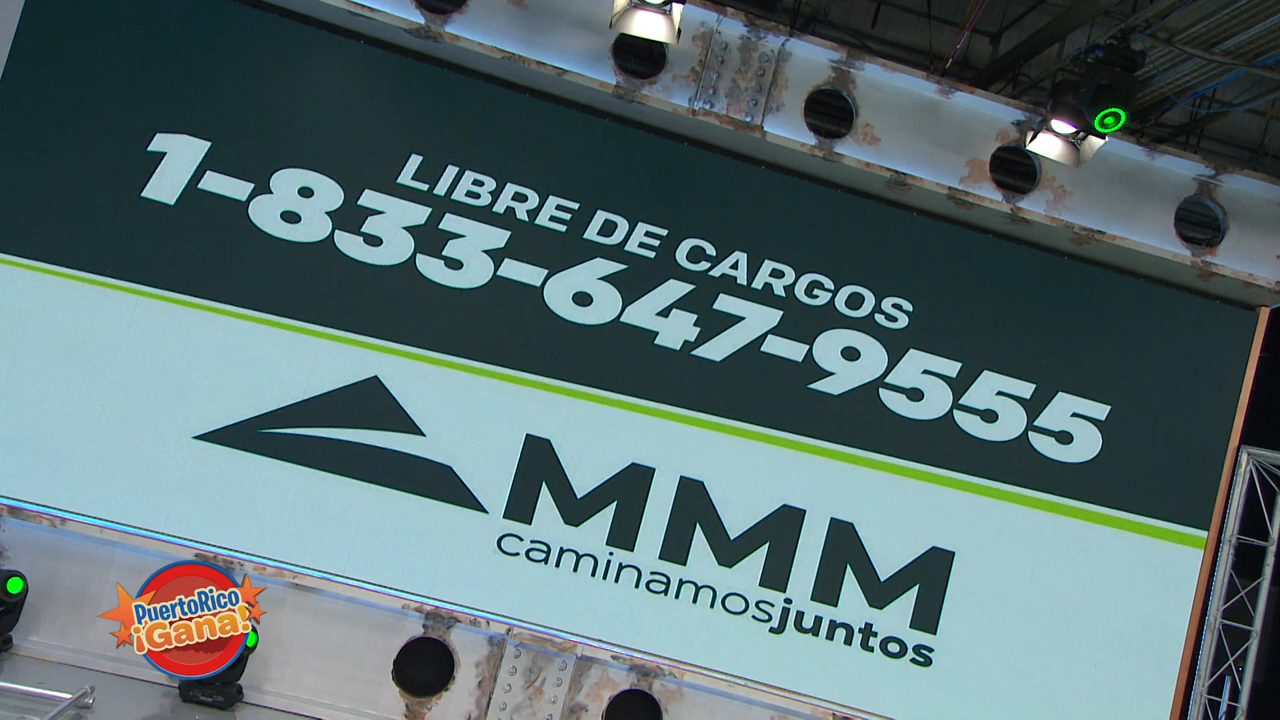 LIBRE DE CARGOS
1-833-647-9555
MMM
caminamosjuntos
PuertoRico
¡Gana!